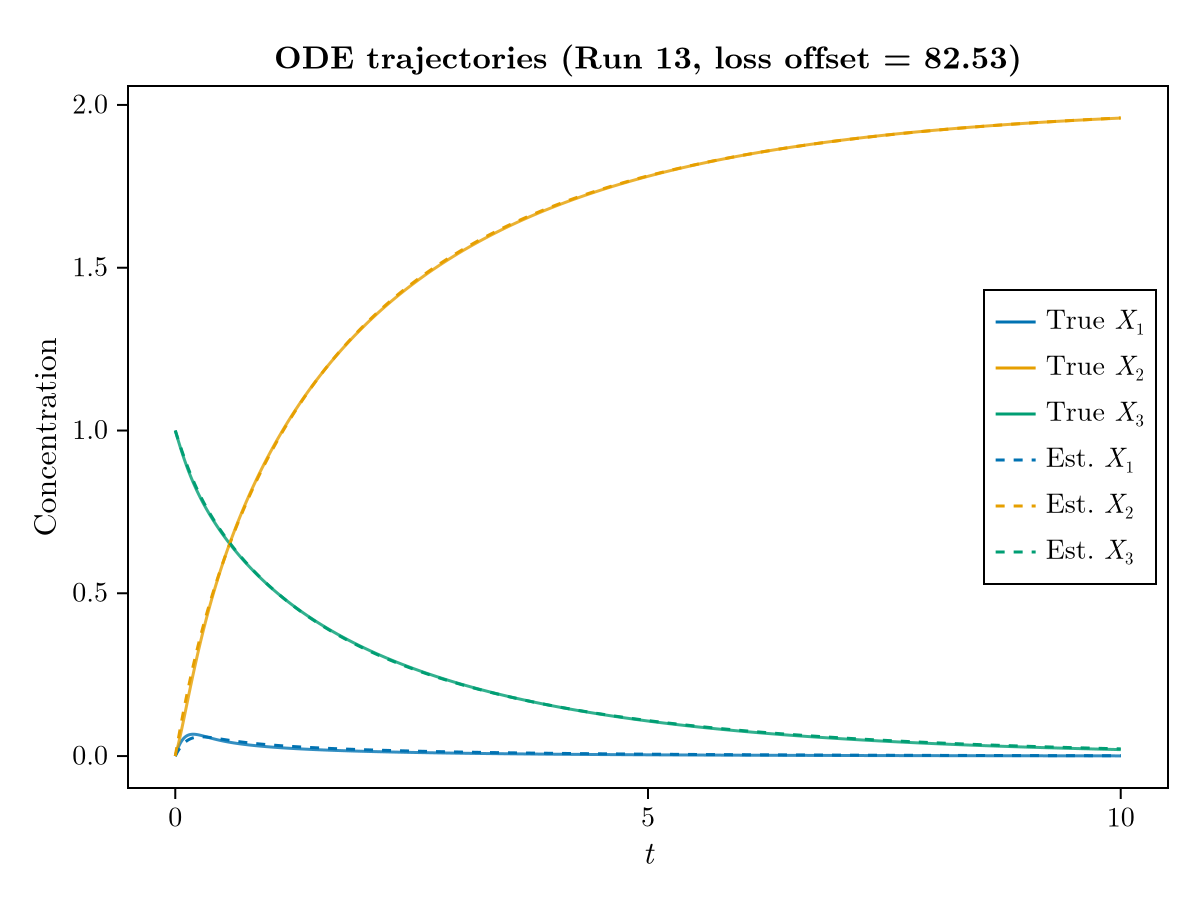 ODE trajectories (Run 13, loss offset = 82.53)
Concentration
2.0
1.5
1.0
0.5
0.0
True X₁
True X₂
True X₃
Est. X₁
Est. X₂
Est. X₃
0
5
10
t